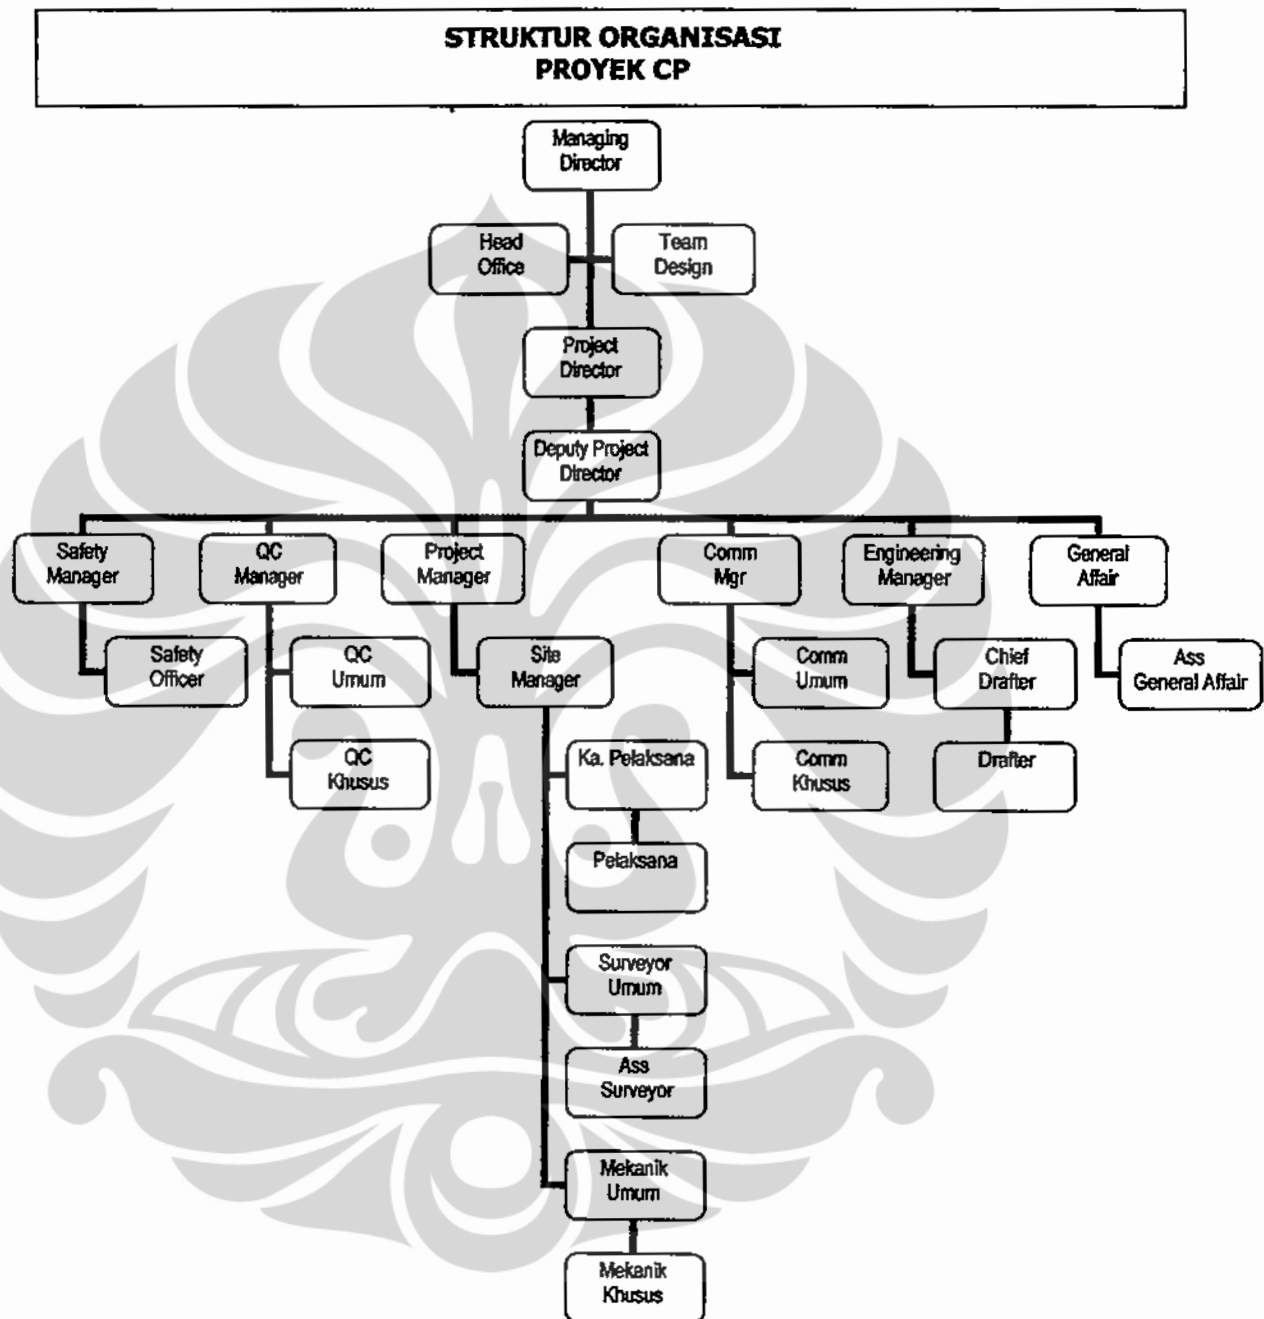 STRUKTUR ORGANISASI
PROYEK CP
Managing
Director
Head
Office
Team
Design
Project
Director
Deputy Project
Director
Safety
Manager
QC
Manager
Project
Manager
Comm
Mgr
Engineering
Manager
General
Affair
Safety
Officer
QC
Umum
Site
Manager
Comm
Umum
Chief
Drafter
Ass
General Affair
QC
Khusus
Ka. Pelaksana
Comm
Khusus
Drafter
Pelaksana
Surveyor
Umum
Ass
Surveyor
Mekanik
Umum
Mekanik
Khusus